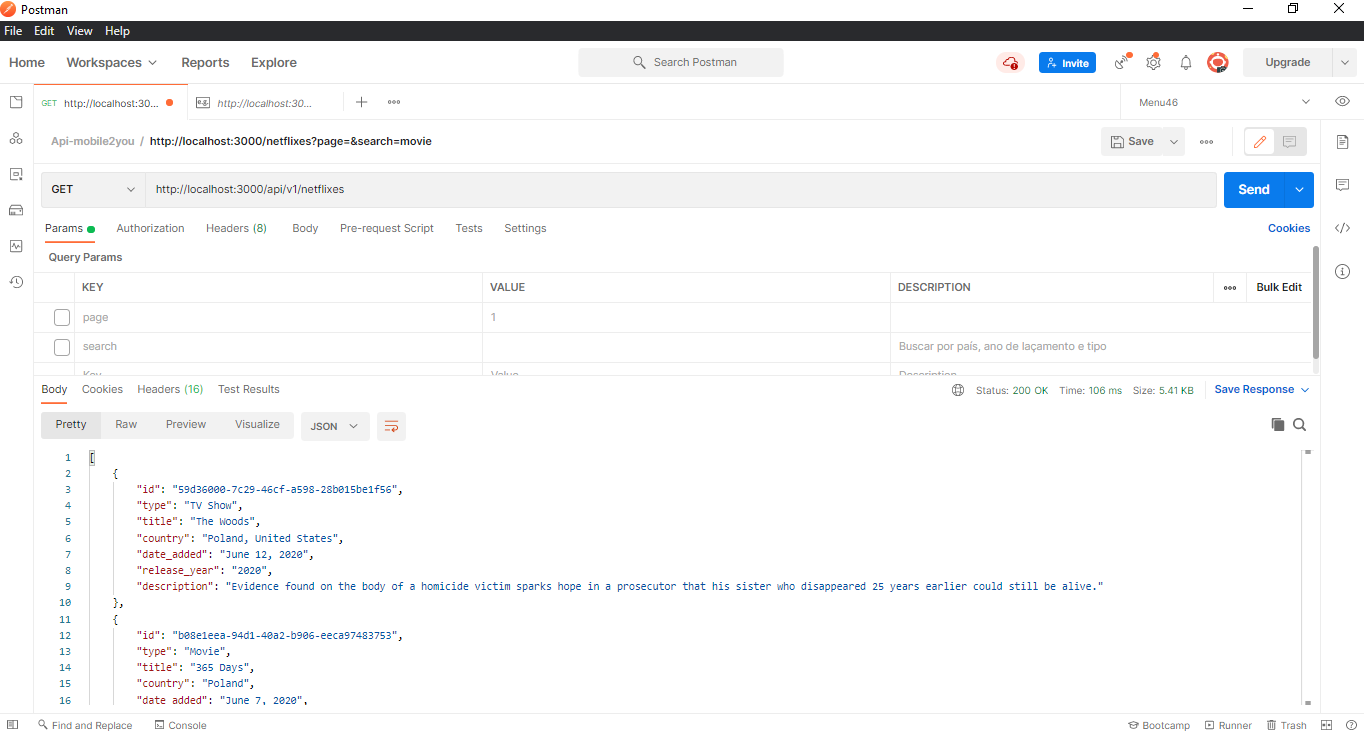 Postman
File Edit View Help
Home Workspaces Reports Explore Search Postman Invite Upgrade
GET http://localhost:30... http://localhost:30... Menu46
Api-mobile2you / http://localhost:3000/netflixes?page=&search=movie Save
GET http://localhost:3000/api/v1/netflixes Send
Params Authorization Headers (8) Body Pre-request Script Tests Settings Cookies
Query Params
KEY VALUE DESCRIPTION Bulk Edit
page 1
search Buscar por país, ano de laçamento e tipo
Key Value Description
Body Cookies Headers (16) Test Results Status: 200 OK Time: 106 ms Size: 5.41 KB Save Response
Pretty Raw Preview Visualize JSON
1 [
2 {
3 "id": "59d36000-7c29-46cf-a598-28b015be1f56",
4 "type": "TV Show",
5 "title": "The Woods",
6 "country": "Poland, United States",
7 "date_added": "June 12, 2020",
8 "release_year": "2020",
9 "description": "Evidence found on the body of a homicide victim sparks hope in a prosecutor that his sister who disappeared 25 years earlier could still be alive."
10 },
11 {
12 "id": "b08e1eea-94d1-40a2-b906-eeca97483753",
13 "type": "Movie",
14 "title": "365 Days",
15 "country": "Poland",
16 "date_added": "June 7, 2020",
Find and Replace Console Bootcamp Runner Trash